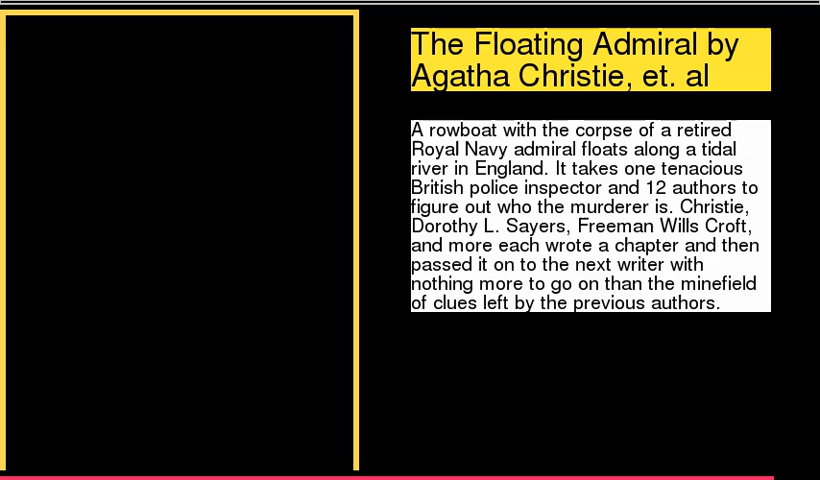 The Floating Admiral by
Agatha Christie, et. al
A rowboat with the corpse of a retired
Royal Navy admiral floats along a tidal
river in England. It takes one tenacious
British police inspector and 12 authors to
figure out who the murderer is. Christie,
Dorothy L. Sayers, Freeman Wills Croft,
and more each wrote a chapter and then
passed it on to the next writer with
nothing more to go on than the minefield
of clues left by the previous authors.